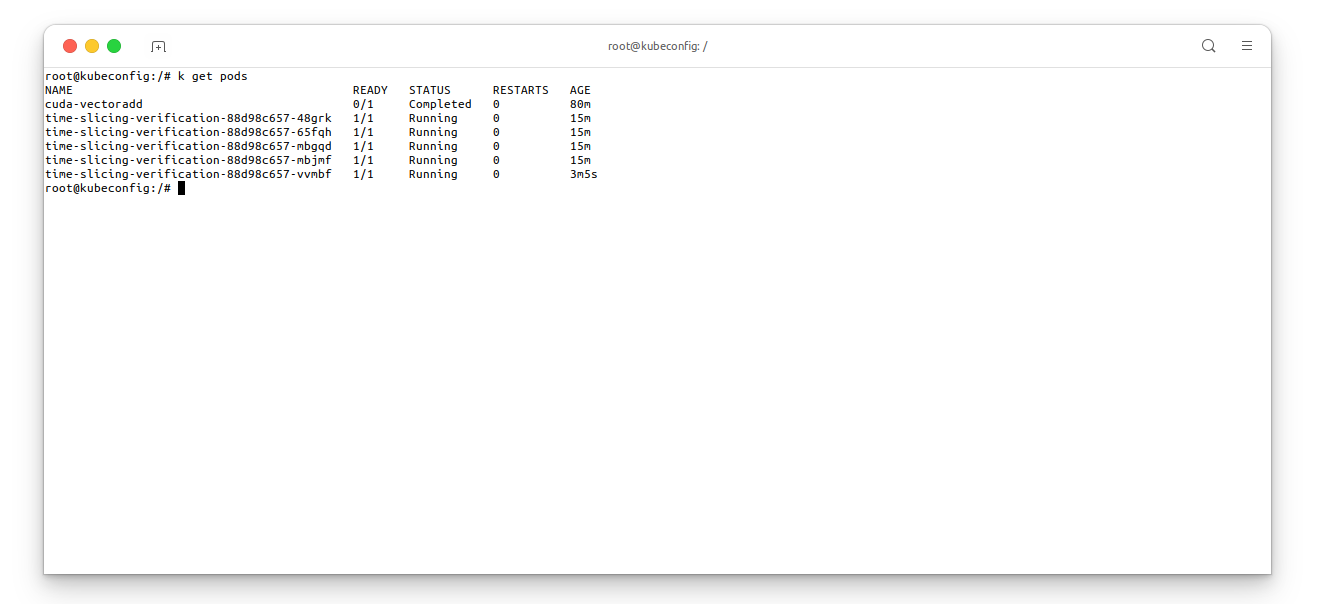 root@kubeconfig: /
root@kubeconfig:/# k get pods
NAME READY STATUS RESTARTS AGE
cuda-vectoradd 0/1 Completed 0 80m
time-slicing-verification-88d98c657-48grk 1/1 Running 0 15m
time-slicing-verification-88d98c657-65fqh 1/1 Running 0 15m
time-slicing-verification-88d98c657-mbgqd 1/1 Running 0 15m
time-slicing-verification-88d98c657-mbjmf 1/1 Running 0 15m
time-slicing-verification-88d98c657-vvmbf 1/1 Running 0 3m5s
root@kubeconfig:/#